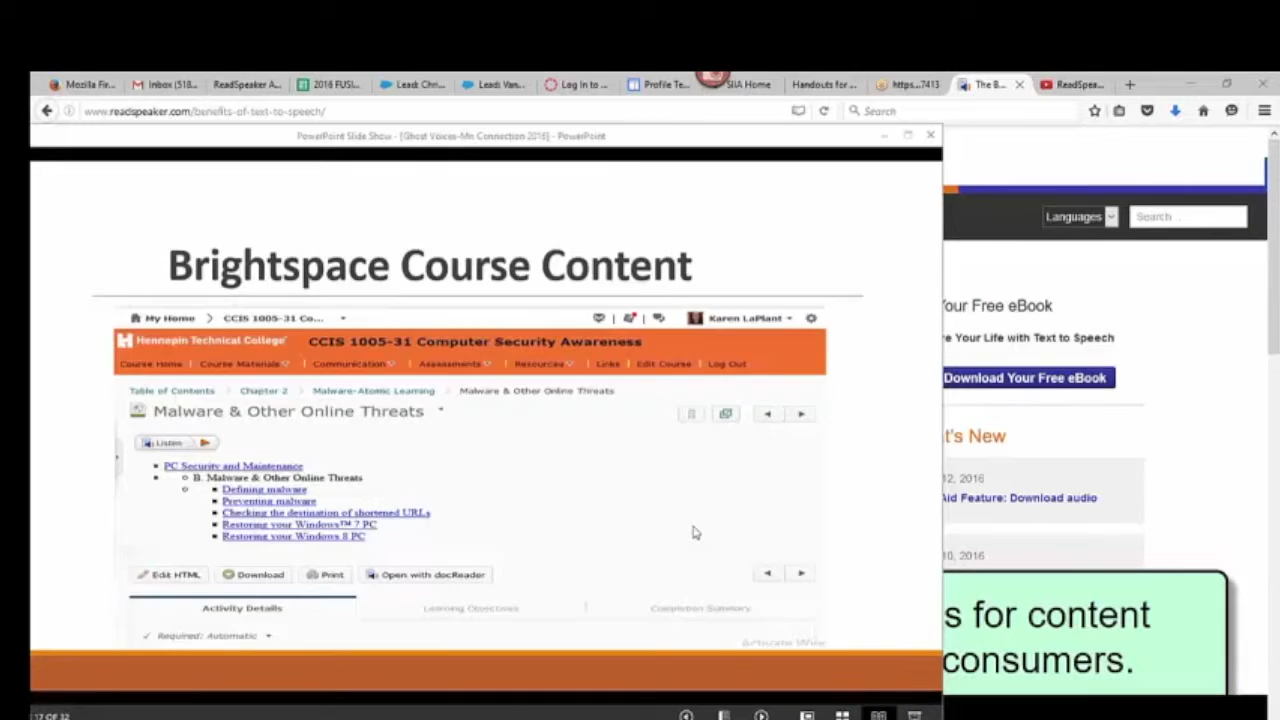 Mozilla Fir...
Inbox (518...
ReadSpeaker A...
2016 FUSI...
Lead: Chri...
Lead: Van...
Log In to ...
Profile Te...
SIIA Home
Handouts for ...
https...7413
The B...
ReadSpea...
www.readspeaker.com/benefits-of-text-to-speech/
Search
PowerPoint Slide Show - [Ghost Voices-Mn Connection 2016] - PowerPoint
Languages
Search ..
Brightspace Course Content
My Home
CCIS 1005-31 Co...
Karen LaPlant
Hennepin Technical College
CCIS 1005-31 Computer Security Awareness
Course Home
Course Materials
Communication
Assessments
Resources
Links
Edit Course
Log Out
Table of Contents
Chapter 2
Malware-Atomic Learning
Malware & Other Online Threats
Malware & Other Online Threats
Listen
PC Security and Maintenance
B. Malware & Other Online Threats
Defining malware
Preventing malware
Checking the destination of shortened URLs
Restoring your Windows™ 7 PC
Restoring your Windows 8 PC
Edit HTML
Download
Print
Open with docReader
Activity Details
Learning Objectives
Completion Summary
Required: Automatic
17 OF 32
Your Free eBook
e Your Life with Text to Speech
Download Your Free eBook
t's New
12, 2016
Aid Feature: Download audio
10, 2016
s for content
consumers.